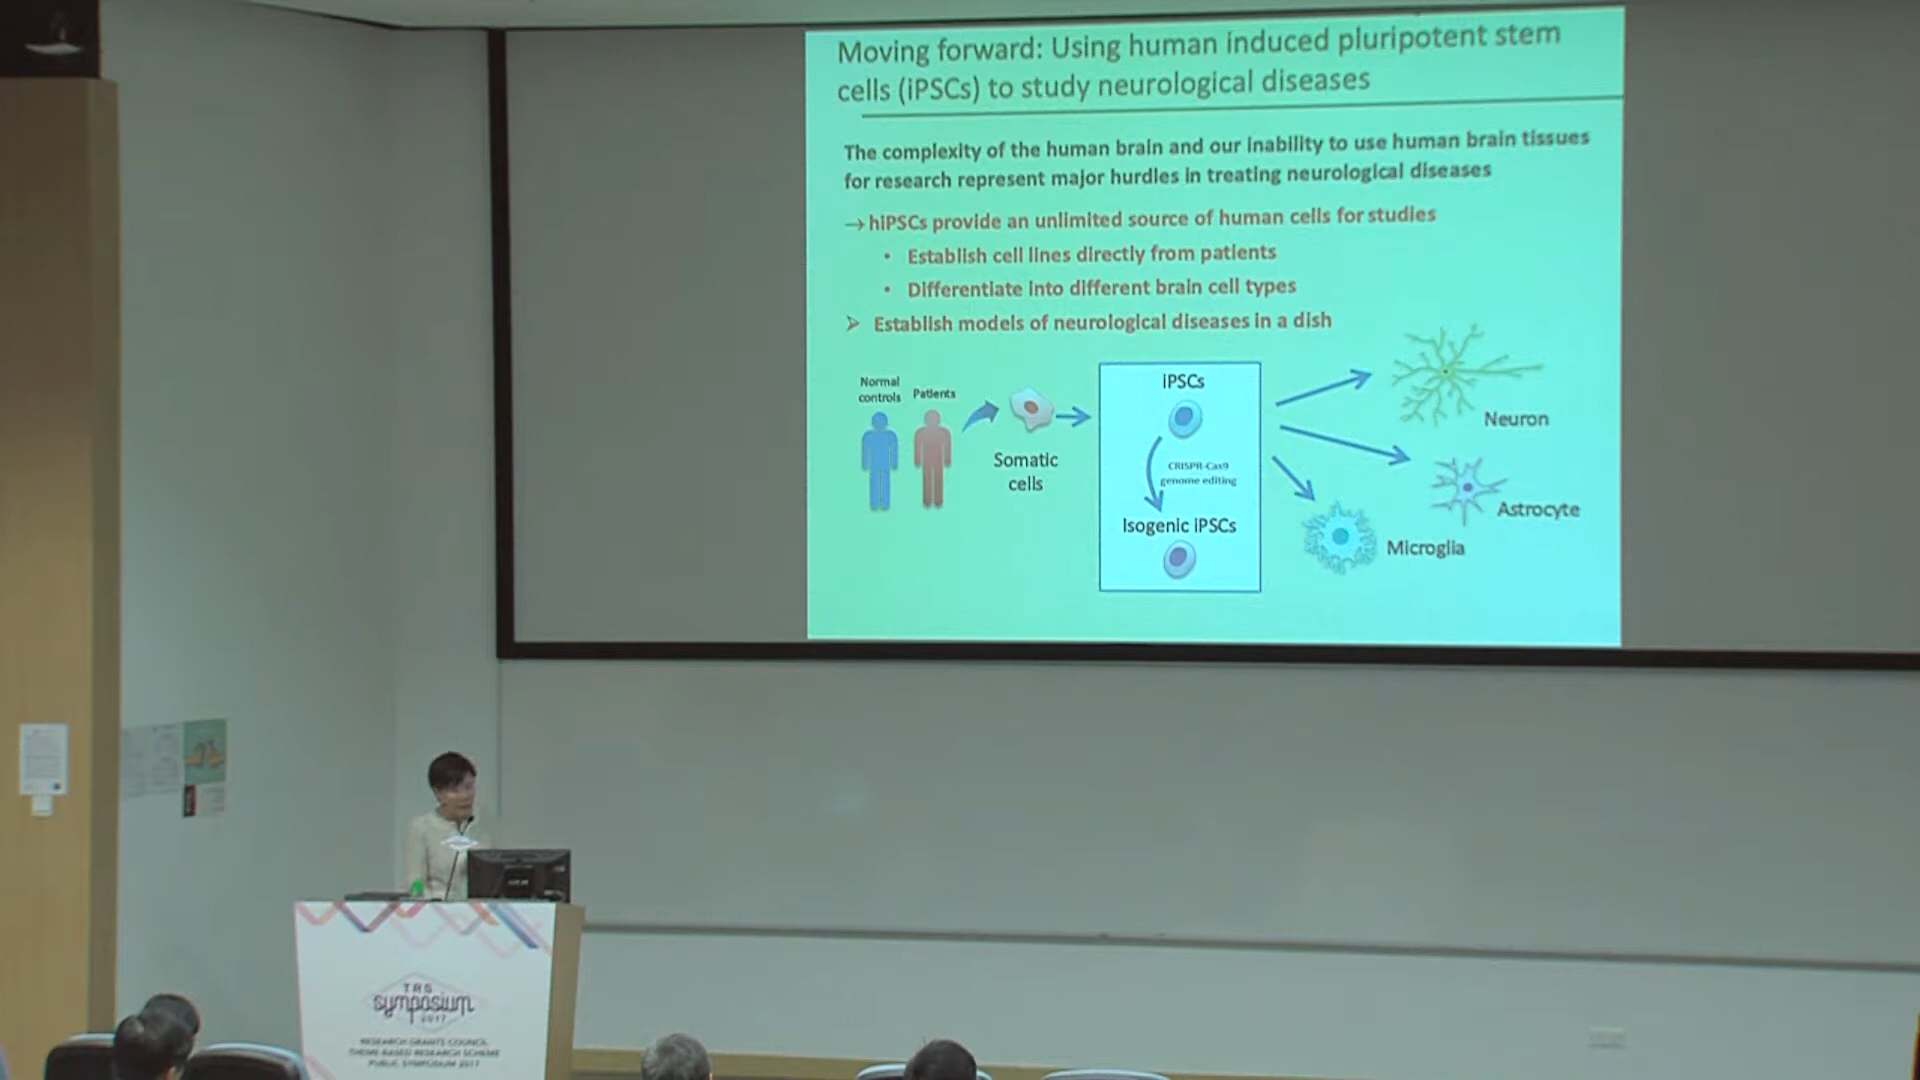 Moving forward: Using human induced pluripotent stem
cells (iPSCs) to study neurological diseases
The complexity of the human brain and our inability to use human brain tissues
for research represent major hurdles in treating neurological diseases
→ hiPSCs provide an unlimited source of human cells for studies
• Establish cell lines directly from patients
• Differentiate into different brain cell types
➢ Establish models of neurological diseases in a dish
Normal
controls
Patients
Somatic
cells
iPSCs
CRISPR-Cas9
genome editing
Isogenic iPSCs
Neuron
Astrocyte
Microglia
TRS
symposium
2017
RESEARCH GRANTS COUNCIL
THEME-BASED RESEARCH SCHEME
PUBLIC SYMPOSIUM 2017